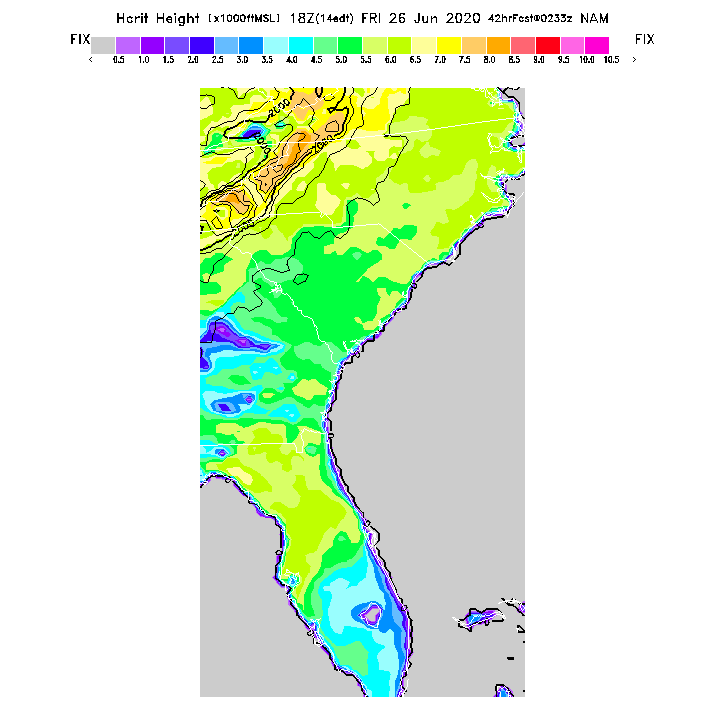 Hcrit Height [x1000ftMSL] 18Z(14edt) FRI 26 Jun 2020 42hrFcst@0233z NAM
FIX FIX
< 0.5 1.0 1.5 2.0 2.5 3.0 3.5 4.0 4.5 5.0 5.5 6.0 6.5 7.0 7.5 8.0 8.5 9.0 9.5 10.0 10.5 >
2000
2000